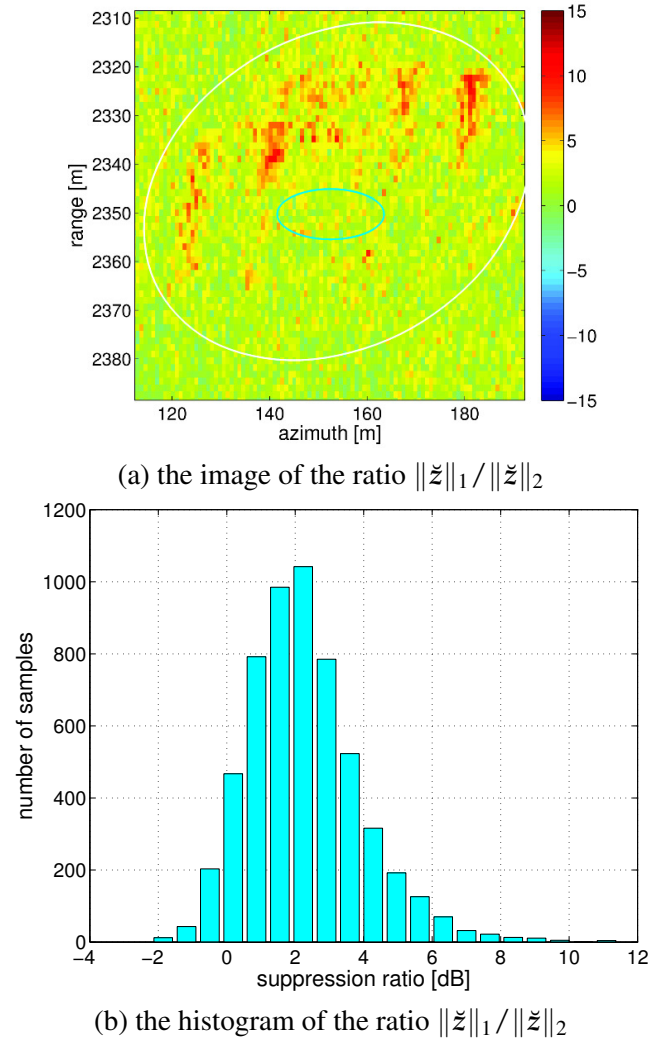 2310
2320
2330
2340
2350
2360
2370
2380
range [m]
120 140 160 180
azimuth [m]
15
10
5
0
−5
−10
−15
(a) the image of the ratio ‖z̆‖₁/‖z̆‖₂
1200
1000
800
600
400
200
0
number of samples
−4 −2 0 2 4 6 8 10 12
suppression ratio [dB]
(b) the histogram of the ratio ‖z̆‖₁/‖z̆‖₂